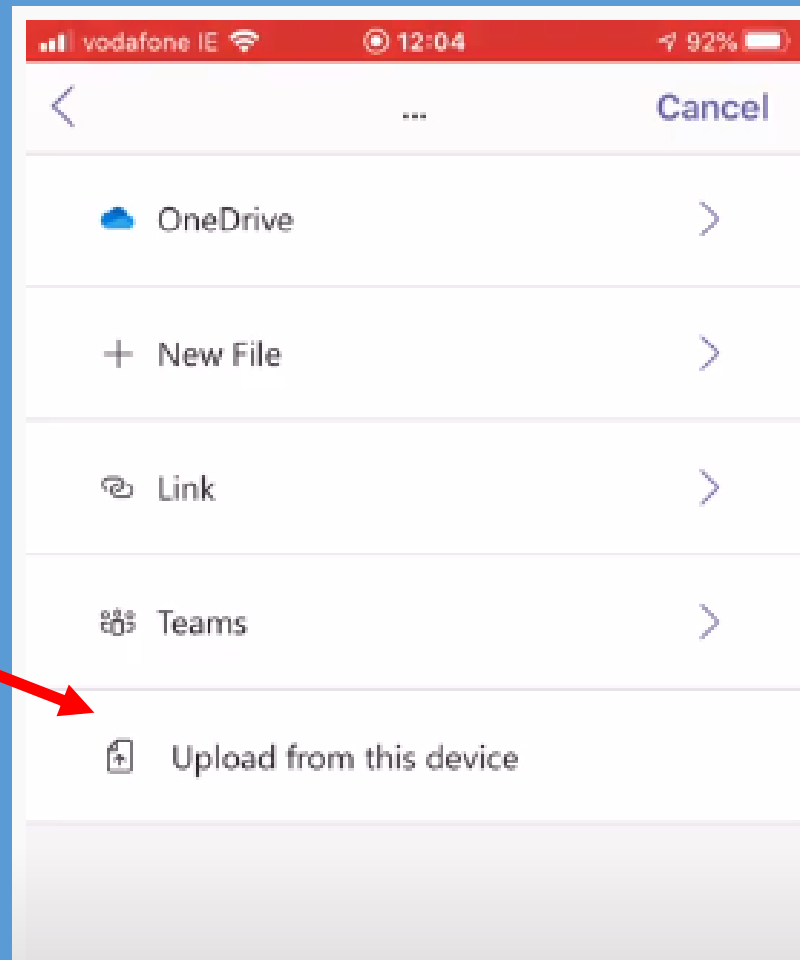 vodafone IE 12:04 92%
... Cancel
OneDrive
New File
Link
Teams
Upload from this device